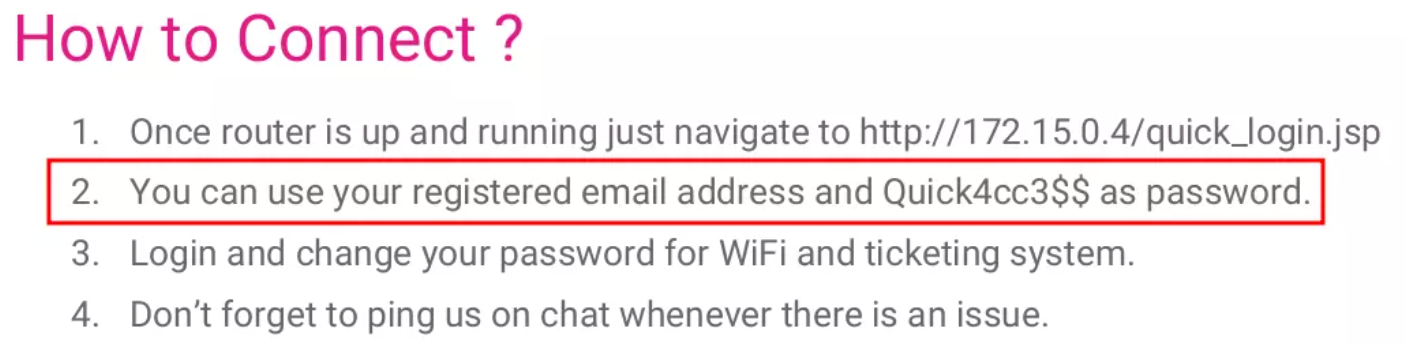 How to Connect ?
1. Once router is up and running just navigate to http://172.15.0.4/quick_login.jsp
2. You can use your registered email address and Quick4cc3$$ as password.
3. Login and change your password for WiFi and ticketing system.
4. Don’t forget to ping us on chat whenever there is an issue.